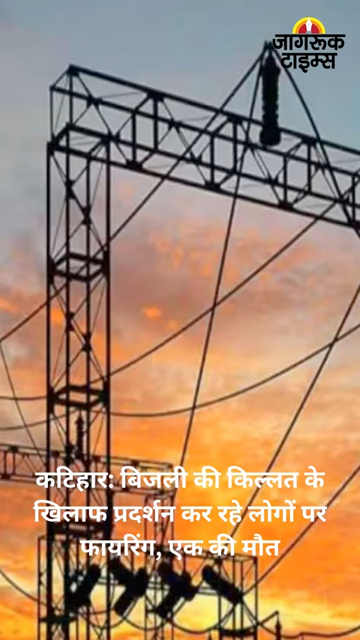 जागरूक
टाइम्स
कटिहार: बिजली की किल्लत के
खिलाफ प्रदर्शन कर रहे लोगों पर
फायरिंग, एक की मौत